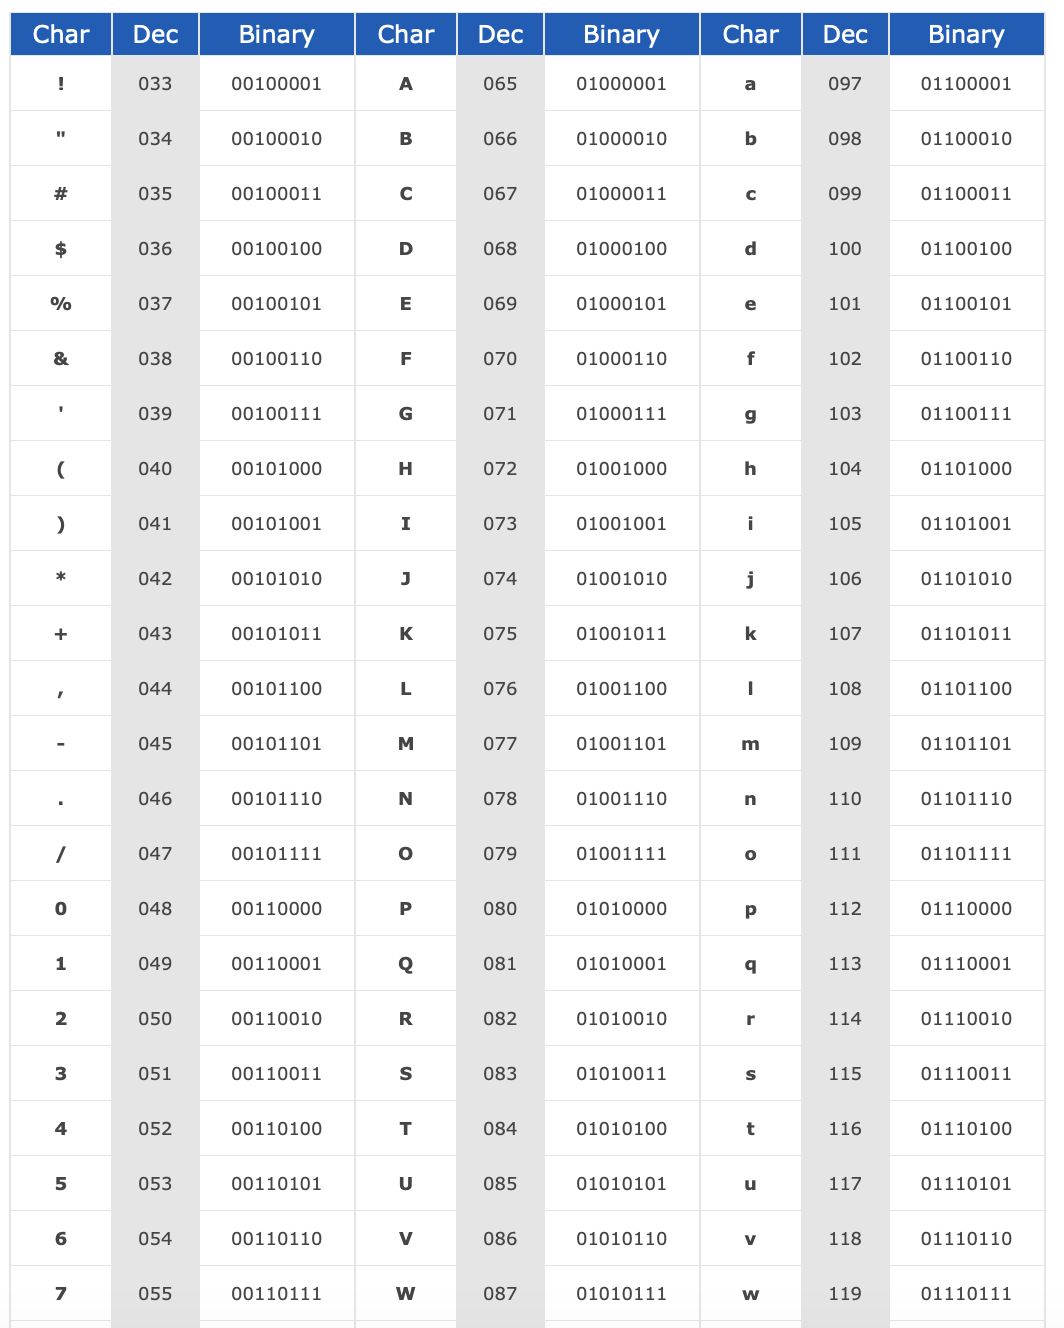 Char Dec Binary Char Dec Binary Char Dec Binary
! 033 00100001 A 065 01000001 a 097 01100001
" 034 00100010 B 066 01000010 b 098 01100010
# 035 00100011 C 067 01000011 c 099 01100011
$ 036 00100100 D 068 01000100 d 100 01100100
% 037 00100101 E 069 01000101 e 101 01100101
& 038 00100110 F 070 01000110 f 102 01100110
' 039 00100111 G 071 01000111 g 103 01100111
( 040 00101000 H 072 01001000 h 104 01101000
) 041 00101001 I 073 01001001 i 105 01101001
* 042 00101010 J 074 01001010 j 106 01101010
+ 043 00101011 K 075 01001011 k 107 01101011
, 044 00101100 L 076 01001100 l 108 01101100
- 045 00101101 M 077 01001101 m 109 01101101
. 046 00101110 N 078 01001110 n 110 01101110
/ 047 00101111 O 079 01001111 o 111 01101111
0 048 00110000 P 080 01010000 p 112 01110000
1 049 00110001 Q 081 01010001 q 113 01110001
2 050 00110010 R 082 01010010 r 114 01110010
3 051 00110011 S 083 01010011 s 115 01110011
4 052 00110100 T 084 01010100 t 116 01110100
5 053 00110101 U 085 01010101 u 117 01110101
6 054 00110110 V 086 01010110 v 118 01110110
7 055 00110111 W 087 01010111 w 119 01110111